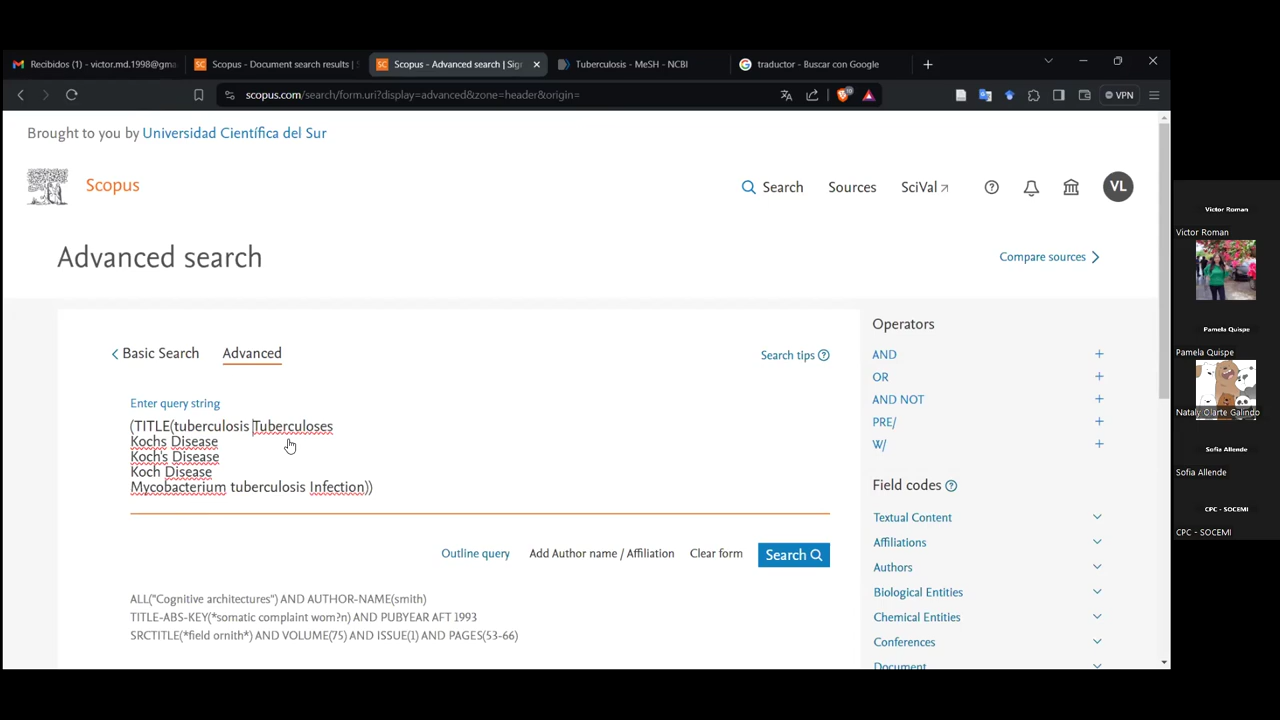 Recibidos (1) - victor.md.1998@gma
Scopus - Document search results | S
Scopus - Advanced search | Sig
Tuberculosis - MeSH - NCBI
traductor - Buscar con Google
scopus.com/search/form.uri?display=advanced&zone=header&origin=
VPN
Brought to you by Universidad Científica del Sur
Scopus
Search
Sources
SciVal
VL
Advanced search
Compare sources
Basic Search
Advanced
Search tips
Enter query string
(TITLE(tuberculosis Tuberculoses
Kochs Disease
Koch's Disease
Koch Disease
Mycobacterium tuberculosis Infection))
Outline query
Add Author name / Affiliation
Clear form
Search
ALL("Cognitive architectures") AND AUTHOR-NAME(smith)
TITLE-ABS-KEY(*somatic complaint wom?n) AND PUBYEAR AFT 1993
SRCTITLE(*field ornith*) AND VOLUME(75) AND ISSUE(1) AND PAGES(53-66)
Operators
AND
OR
AND NOT
PRE/
W/
Field codes
Textual Content
Affiliations
Authors
Biological Entities
Chemical Entities
Conferences
Document
Victor Roman
Victor Roman
Pamela Quispe
Pamela Quispe
Nataly Olarte Galindo
Sofia Allende
Sofia Allende
CPC - SOCEMI
CPC - SOCEMI